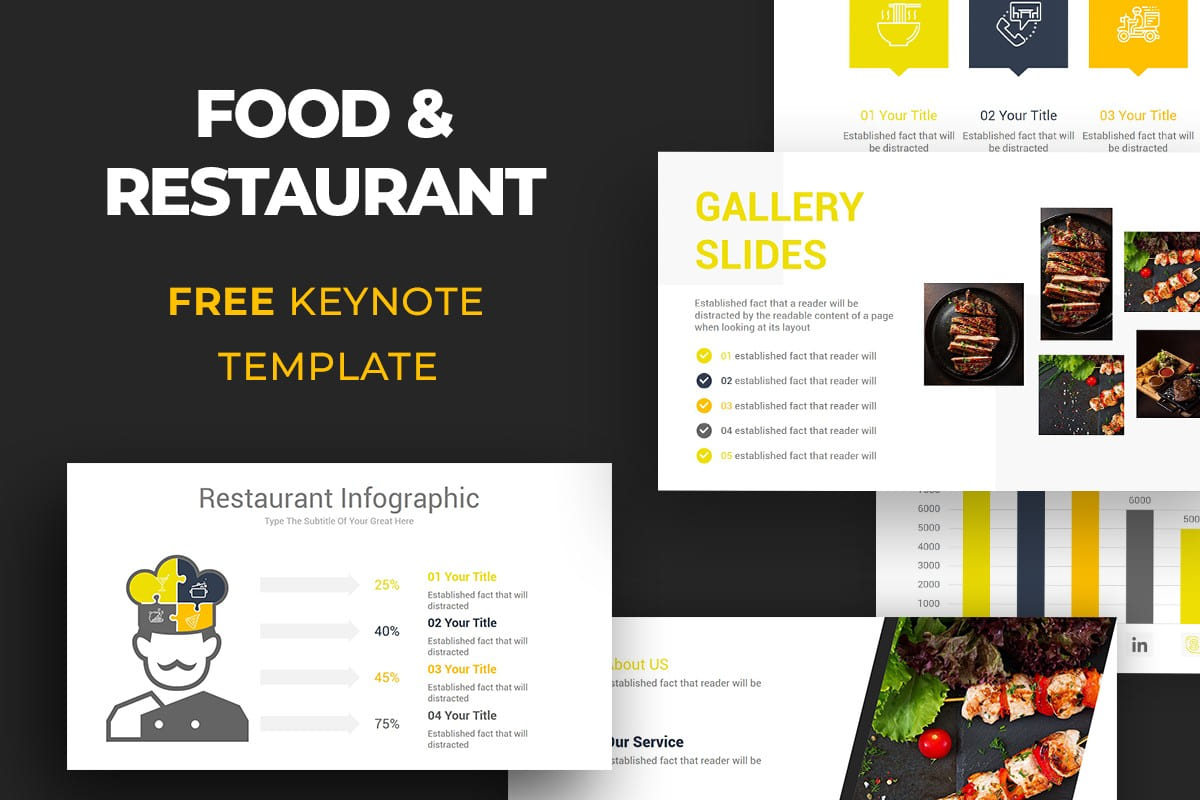 FOOD &
RESTAURANT
FREE KEYNOTE
TEMPLATE
01 Your Title
Established fact that will
be distracted
02 Your Title
Established fact that will
be distracted
03 Your Title
Established fact that will
be distracted
GALLERY
SLIDES
Established fact that a reader will be
distracted by the readable content of a page
when looking at its layout
01 established fact that reader will
02 established fact that reader will
03 established fact that reader will
04 established fact that reader will
05 established fact that reader will
Restaurant Infographic
Type The Subtitle Of Your Great Here
25%
01 Your Title
Established fact that will
distracted
40%
02 Your Title
Established fact that will
distracted
45%
03 Your Title
Established fact that will
distracted
75%
04 Your Title
Established fact that will
distracted
7000
6000
5000
4000
3000
2000
1000
6000
500
in
About US
stablished fact that reader will be
Our Service
stablished fact that reader will be